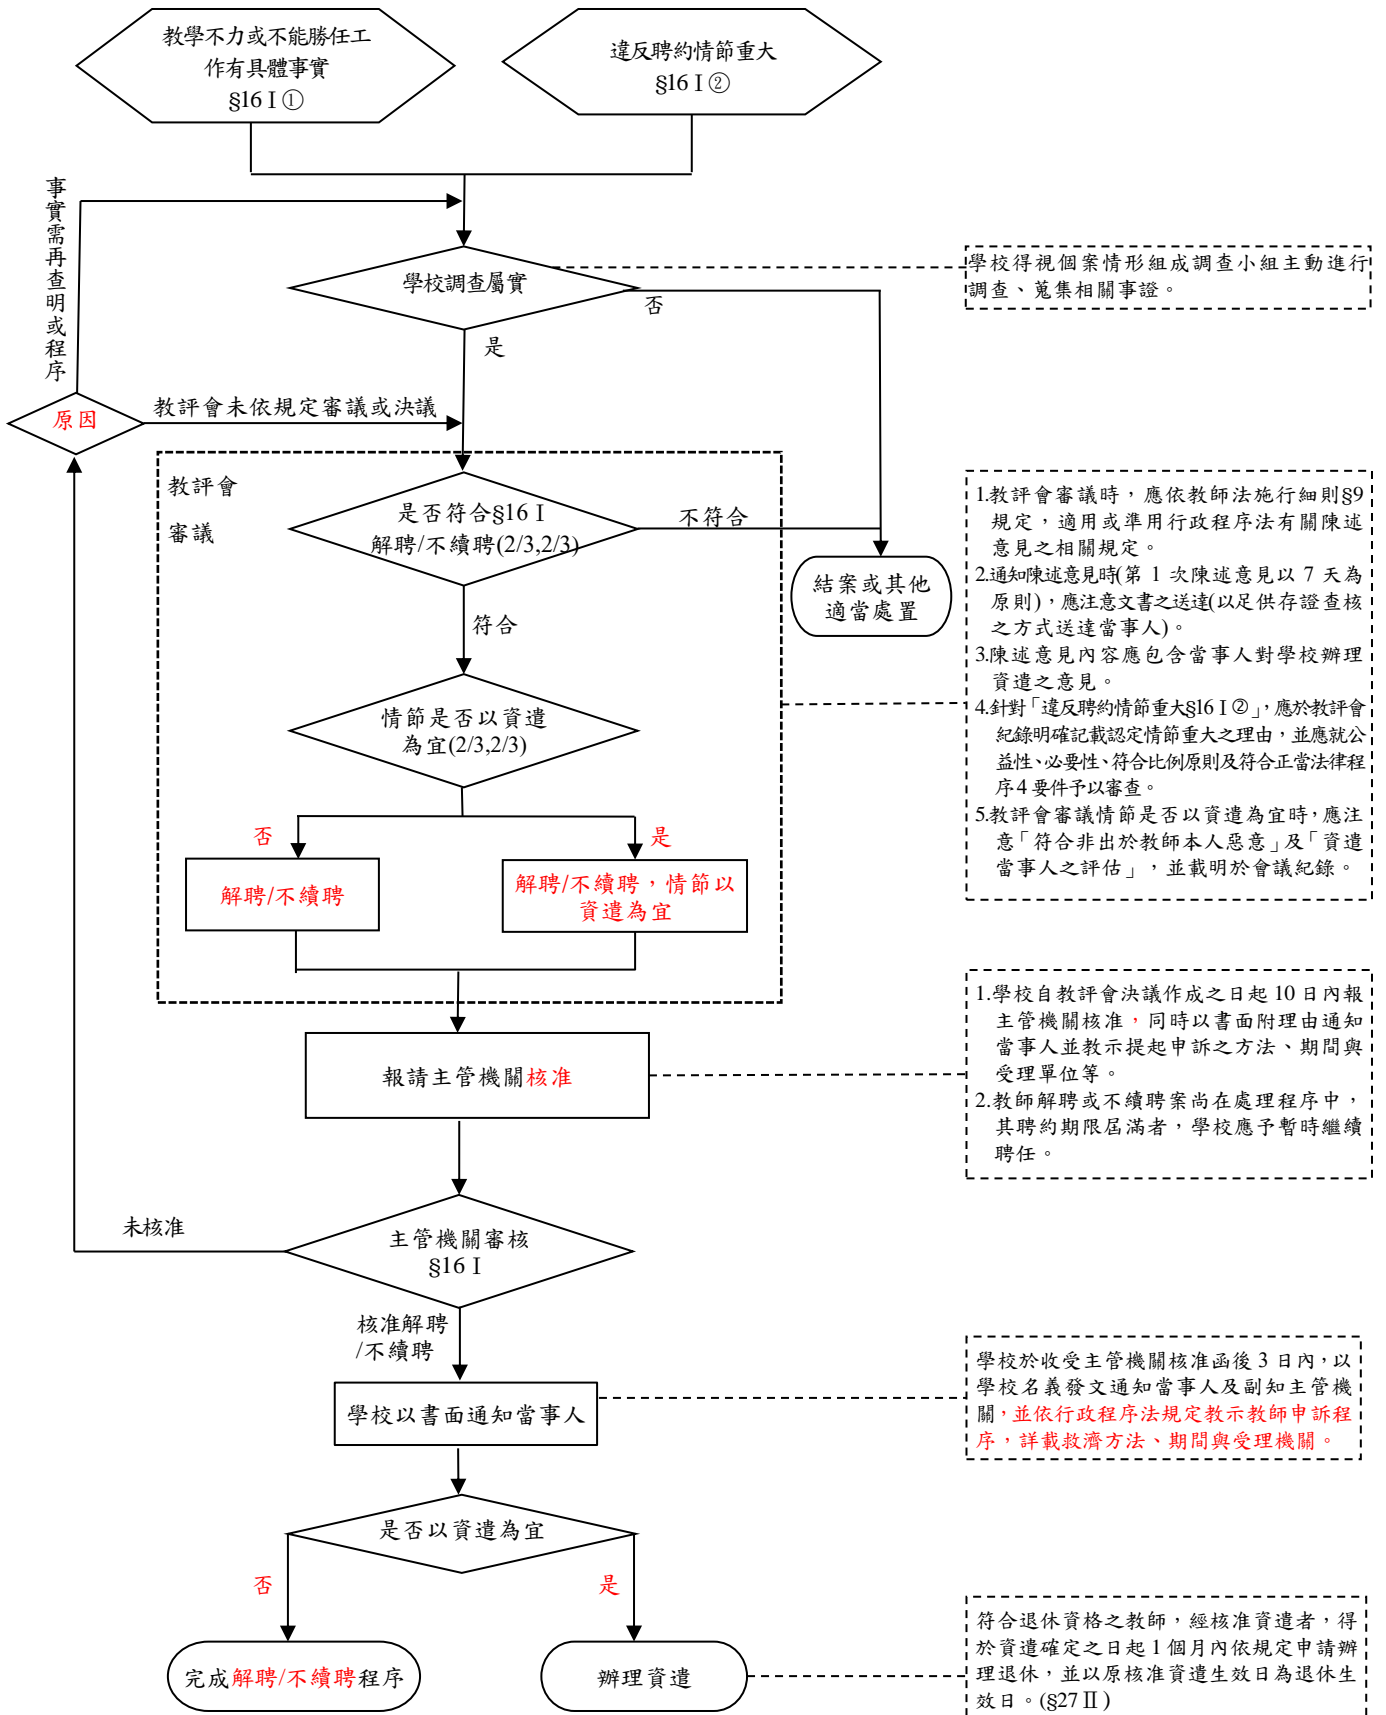 教學不力或不能勝任工
作有具體事實
§16 I ①
違反聘約情節重大
§16 I ②
事實需再查明或程序
學校調查屬實
否
是
學校得視個案情形組成調查小組主動進行
調查、蒐集相關事證。
原因
教評會未依規定審議或決議
教評會
審議
是否符合§16 I
解聘/不續聘(2/3,2/3)
不符合
符合
結案或其他
適當處置
情節是否以資遣
為宜(2/3,2/3)
否
是
解聘/不續聘
解聘/不續聘，情節以
資遣為宜
1.教評會審議時，應依教師法施行細則§9
規定，適用或準用行政程序法有關陳述
意見之相關規定。
2.通知陳述意見時(第 1 次陳述意見以 7 天為
原則)，應注意文書之送達(以足供存證查核
之方式送達當事人)。
3.陳述意見內容應包含當事人對學校辦理
資遣之意見。
4.針對「違反聘約情節重大§16 I ②」，應於教評會
紀錄明確記載認定情節重大之理由，並應就公
益性、必要性、符合比例原則及符合正當法律程
序 4 要件予以審查。
5.教評會審議情節是否以資遣為宜時，應注
意「符合非出於教師本人惡意」及「資遣
當事人之評估」，並載明於會議紀錄。
報請主管機關核准
1.學校自教評會決議作成之日起 10 日內報
主管機關核准，同時以書面附理由通知
當事人並教示提起申訴之方法、期間與
受理單位等。
2.教師解聘或不續聘案尚在處理程序中，
其聘約期限屆滿者，學校應予暫時繼續
聘任。
未核准
主管機關審核
§16 I
核准解聘
/不續聘
學校以書面通知當事人
學校於收受主管機關核准函後 3 日內，以
學校名義發文通知當事人及副知主管機
關，並依行政程序法規定教示教師申訴程
序，詳載救濟方法、期間與受理機關。
是否以資遣為宜
否
是
完成解聘/不續聘程序
辦理資遣
符合退休資格之教師，經核准資遣者，得
於資遣確定之日起 1 個月內依規定申請辦
理退休，並以原核准資遣生效日為退休生
效日。(§27 II)